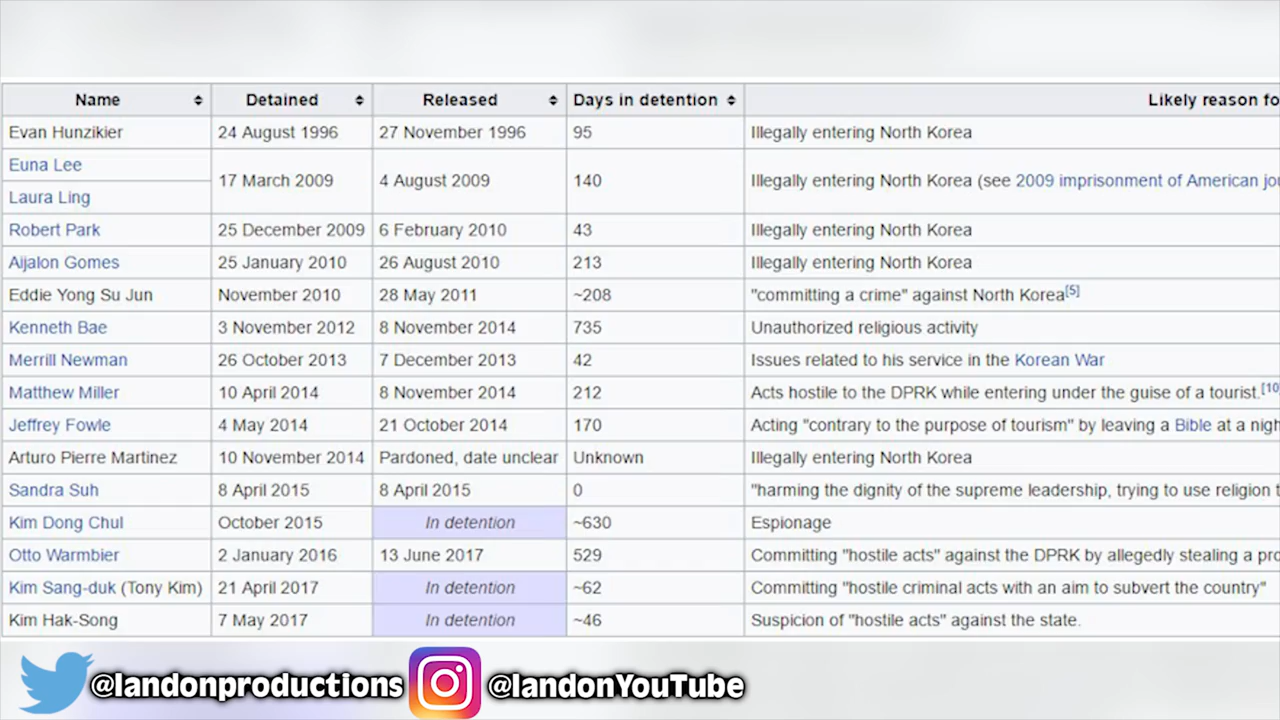 Name Detained Released Days in detention Likely reason fo
Evan Hunzikier 24 August 1996 27 November 1996 95 Illegally entering North Korea
Euna Lee
17 March 2009 4 August 2009 140 Illegally entering North Korea (see 2009 imprisonment of American jou
Laura Ling
Robert Park 25 December 2009 6 February 2010 43 Illegally entering North Korea
Aijalon Gomes 25 January 2010 26 August 2010 213 Illegally entering North Korea
Eddie Yong Su Jun November 2010 28 May 2011 ~208 "committing a crime" against North Korea[5]
Kenneth Bae 3 November 2012 8 November 2014 735 Unauthorized religious activity
Merrill Newman 26 October 2013 7 December 2013 42 Issues related to his service in the Korean War
Matthew Miller 10 April 2014 8 November 2014 212 Acts hostile to the DPRK while entering under the guise of a tourist.[10
Jeffrey Fowle 4 May 2014 21 October 2014 170 Acting "contrary to the purpose of tourism" by leaving a Bible at a nigh
Arturo Pierre Martinez 10 November 2014 Pardoned, date unclear Unknown Illegally entering North Korea
Sandra Suh 8 April 2015 8 April 2015 0 "harming the dignity of the supreme leadership, trying to use religion t
Kim Dong Chul October 2015 In detention ~630 Espionage
Otto Warmbier 2 January 2016 13 June 2017 529 Committing "hostile acts" against the DPRK by allegedly stealing a pro
Kim Sang-duk (Tony Kim) 21 April 2017 In detention ~62 Committing "hostile criminal acts with an aim to subvert the country"
Kim Hak-Song 7 May 2017 In detention ~46 Suspicion of "hostile acts" against the state.
@landonproductions @landonYouTube